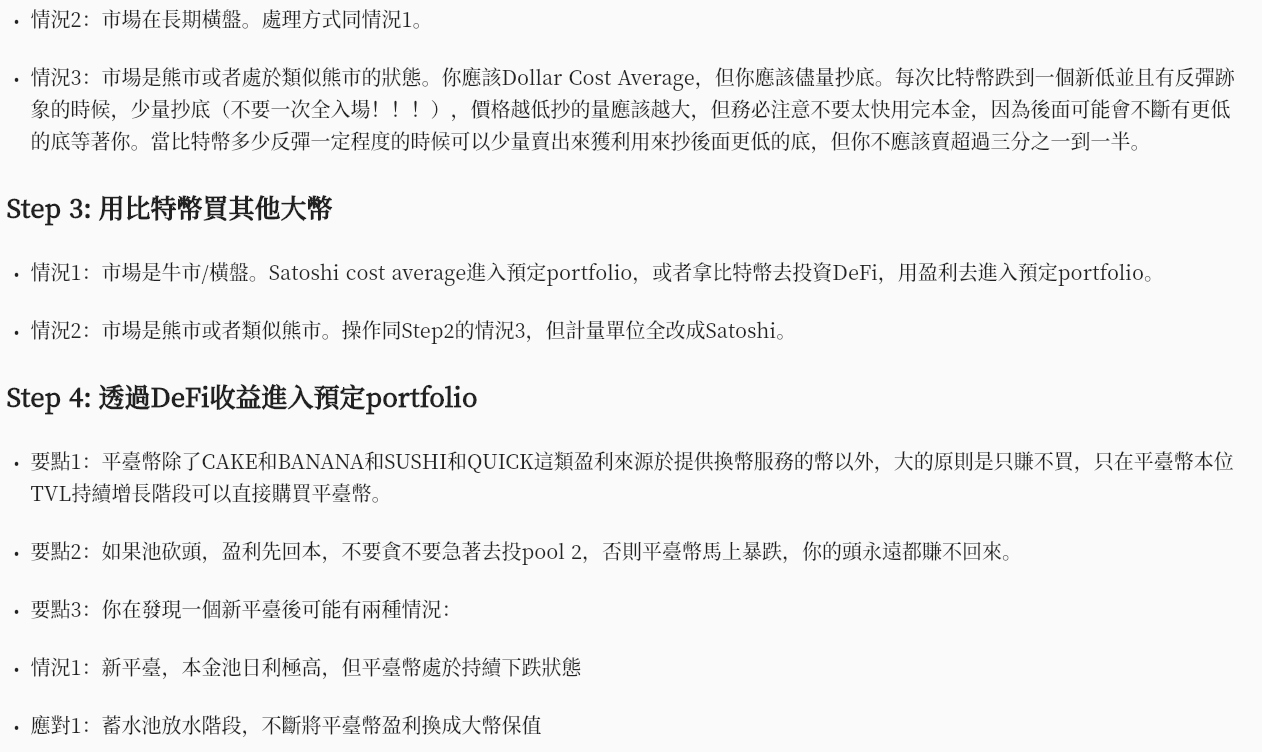 • 情況2：市場在長期橫盤。處理方式同情況1。
• 情況3：市場是熊市或者處於類似熊市的狀態。你應該Dollar Cost Average，但你應該儘量抄底。每次比特幣跌到一個新低並且有反彈跡
象的時候，少量抄底（不要一次全入場！！！），價格越低抄的量應該越大，但務必注意不要太快用完本金，因為後面可能會不斷有更低
的底等著你。當比特幣多少反彈一定程度的時候可以少量賣出來獲利用來抄後面更低的底，但你不應該賣超過三分之一到一半。
Step 3: 用比特幣買其他大幣
• 情況1：市場是牛市/橫盤。Satoshi cost average進入預定portfolio，或者拿比特幣去投資DeFi，用盈利去進入預定portfolio。
• 情況2：市場是熊市或者類似熊市。操作同Step2的情況3，但計量單位全改成Satoshi。
Step 4: 透過DeFi收益進入預定portfolio
• 要點1：平臺幣除了CAKE和BANANA和SUSHI和QUICK這類盈利來源於提供換幣服務的幣以外，大的原則是只賺不買，只在平臺幣本位
TVL持續增長階段可以直接購買平臺幣。
• 要點2：如果池砍頭，盈利先回本，不要貪不要急著去投pool 2，否則平臺幣馬上暴跌，你的頭永遠都賺不回來。
• 要點3：你在發現一個新平臺後可能有兩種情況：
• 情況1：新平臺，本金池日利極高，但平臺幣處於持續下跌狀態
• 應對1：蓄水池放水階段，不斷將平臺幣盈利換成大幣保值